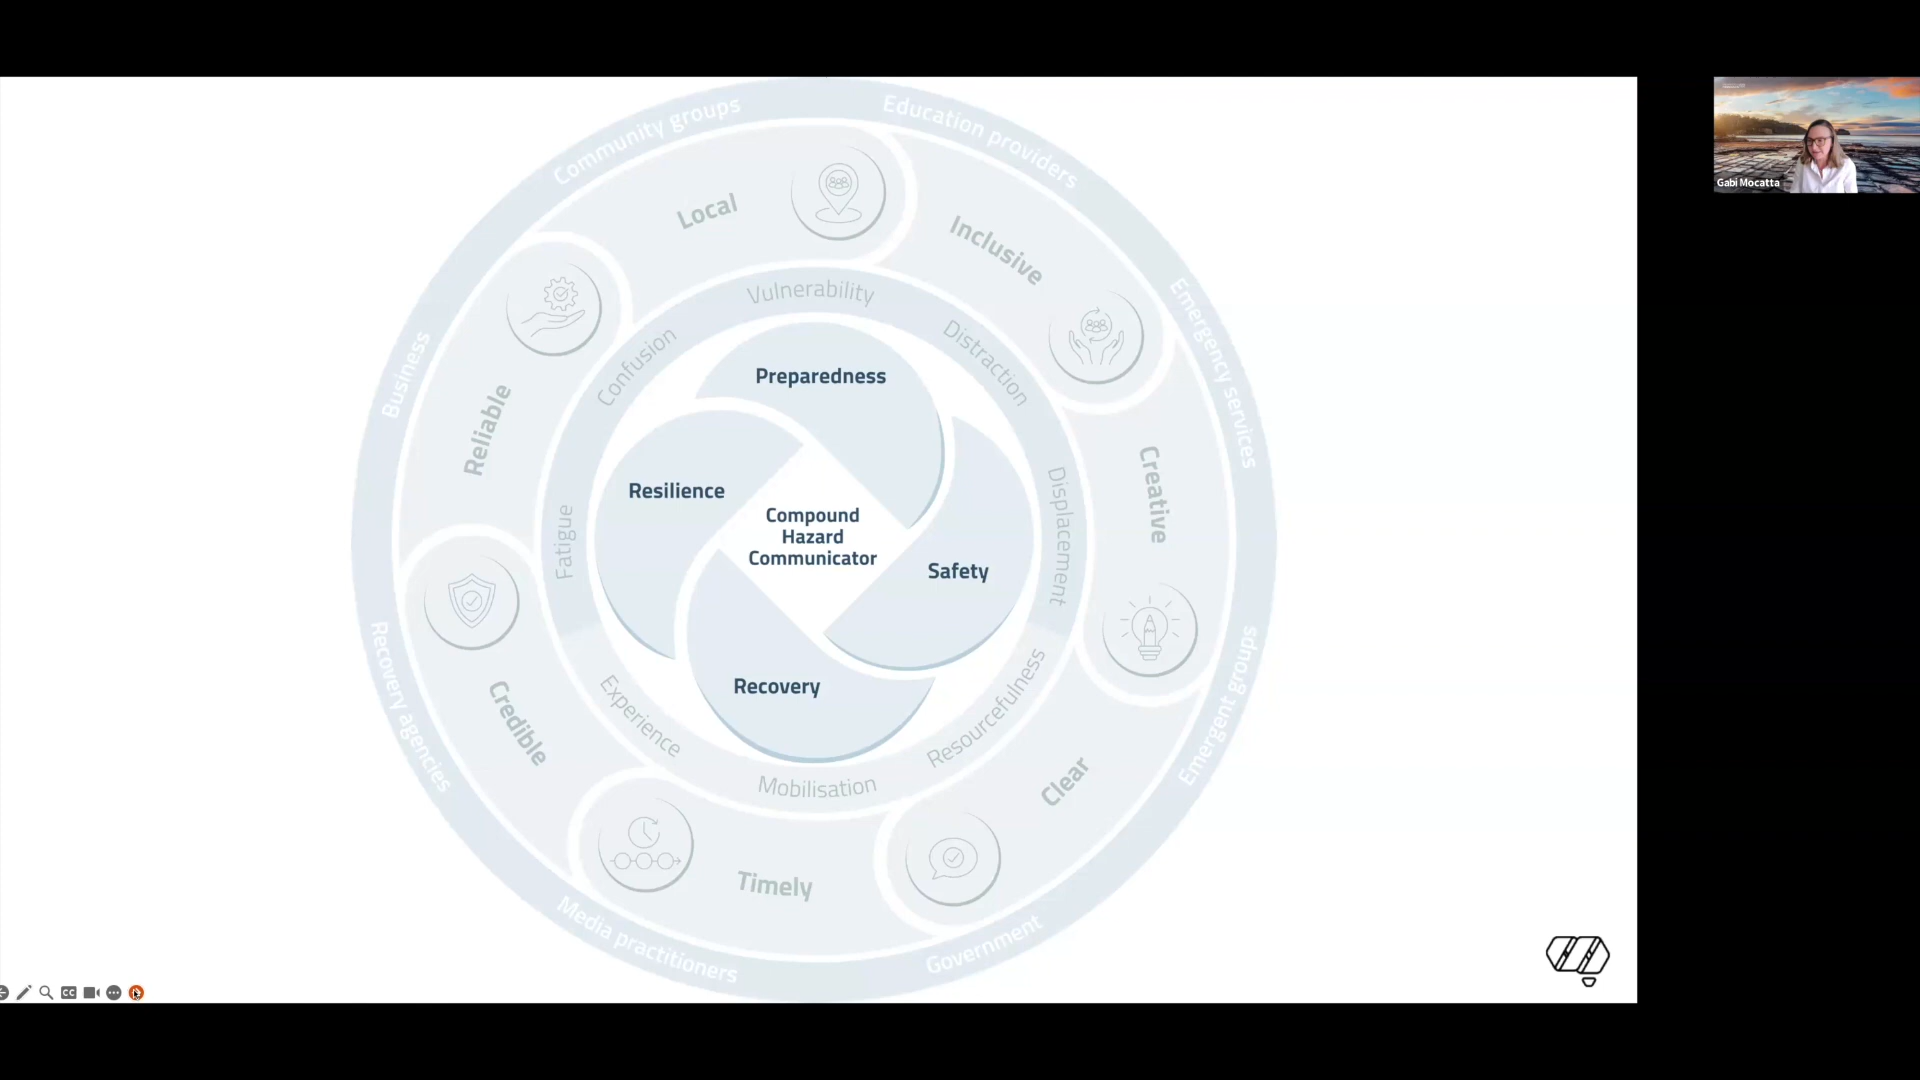 Community groups
Education providers
Emergency services
Emergent groups
Government
Media practitioners
Recovery agencies
Business
Local
Inclusive
Creative
Clear
Timely
Credible
Reliable
Vulnerability
Distraction
Displacement
Resourcefulness
Mobilisation
Experience
Fatigue
Confusion
Preparedness
Safety
Recovery
Resilience
Compound
Hazard
Communicator
Gabi Mocatta
CC